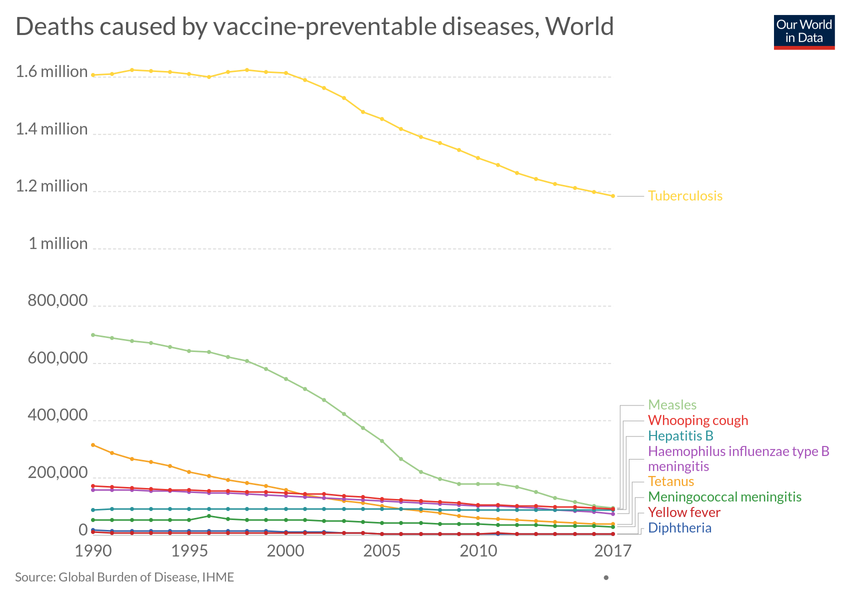 Deaths caused by vaccine-preventable diseases, World
Our World
in Data
1.6 million
1.4 million
1.2 million
1 million
800,000
600,000
400,000
200,000
0
1990
1995
2000
2005
2010
2017
Tuberculosis
Measles
Whooping cough
Hepatitis B
Haemophilus influenzae type B
meningitis
Tetanus
Meningococcal meningitis
Yellow fever
Diphtheria
Source: Global Burden of Disease, IHME